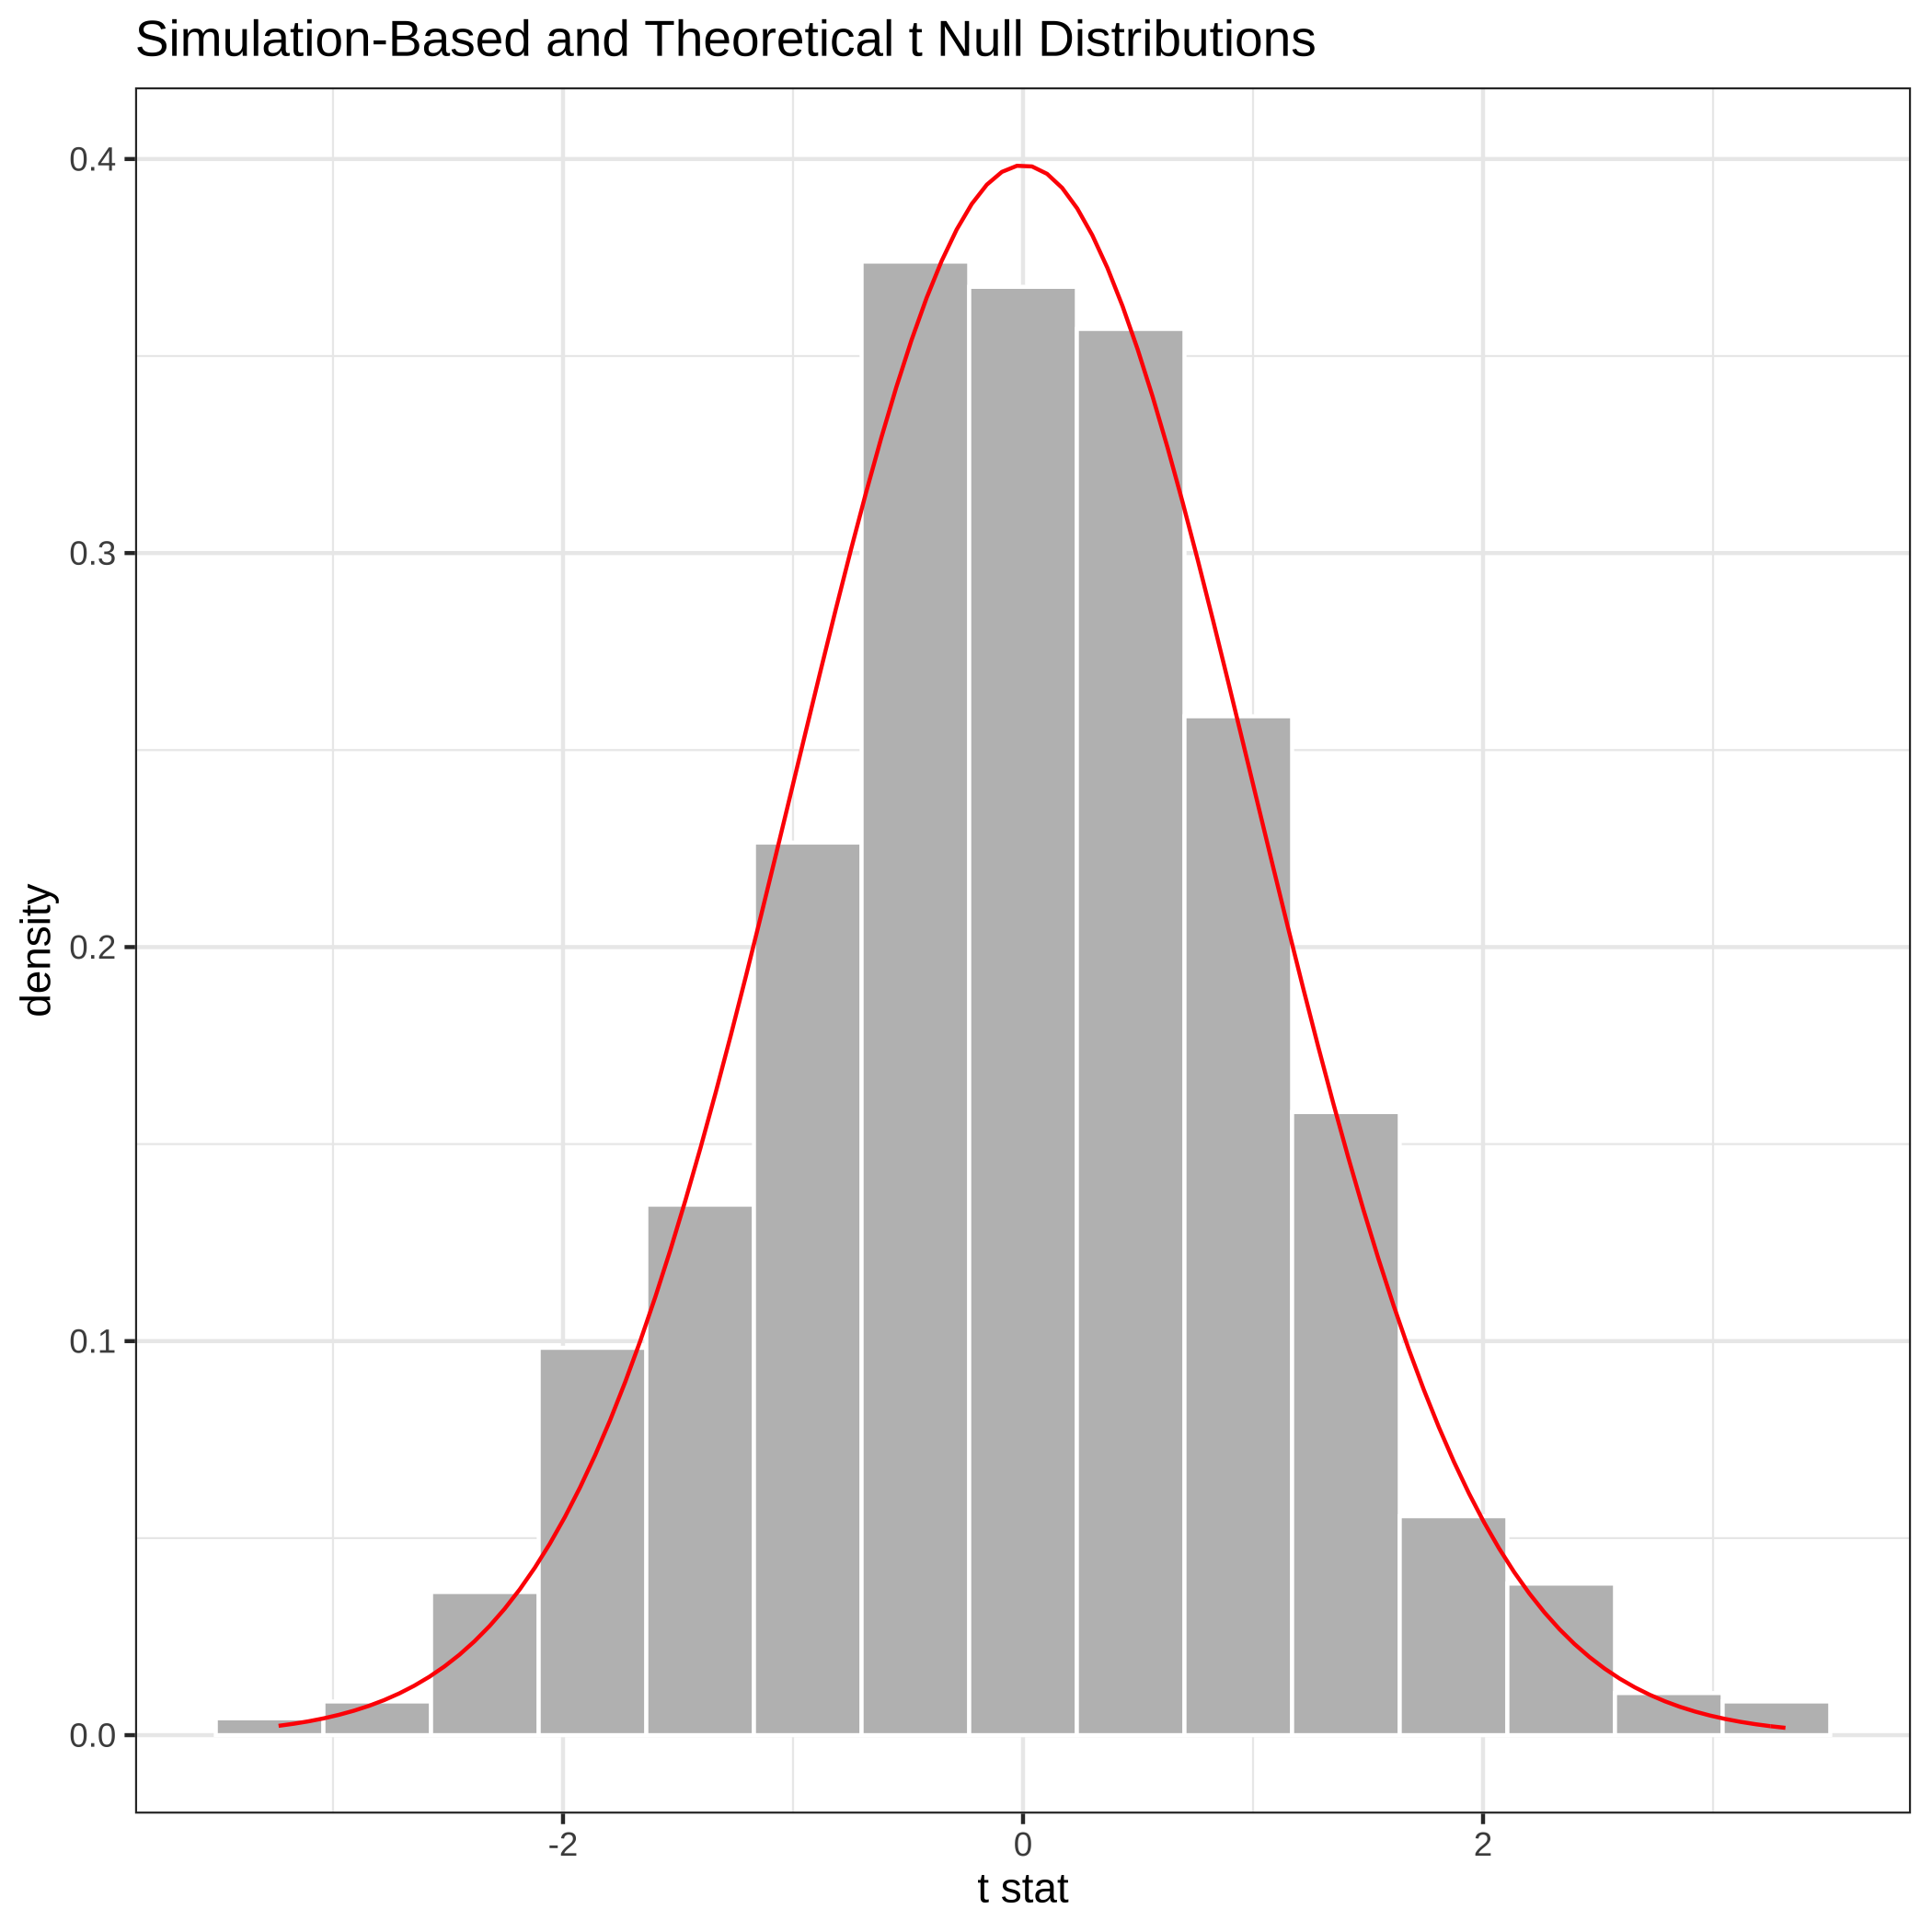 Simulation-Based and Theoretical t Null Distributions
0.4
0.3
0.2
0.1
0.0
density
-2 0 2
t stat